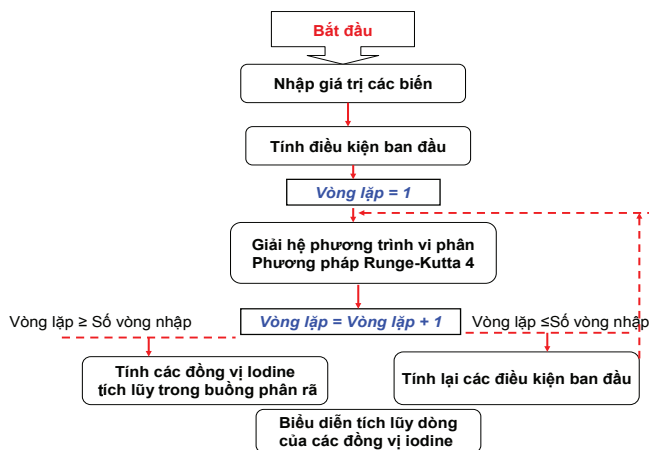 Bắt đầu
Nhập giá trị các biến
Tính điều kiện ban đầu
Vòng lặp = 1
Giải hệ phương trình vi phân
Phương pháp Runge-Kutta 4
Vòng lặp ≥ Số vòng nhập
Vòng lặp = Vòng lặp + 1
Vòng lặp ≤Số vòng nhập
Tính các đồng vị Iodine
tích lũy trong buồng phân rã
Tính lại các điều kiện ban đầu
Biểu diễn tích lũy dòng
của các đồng vị iodine